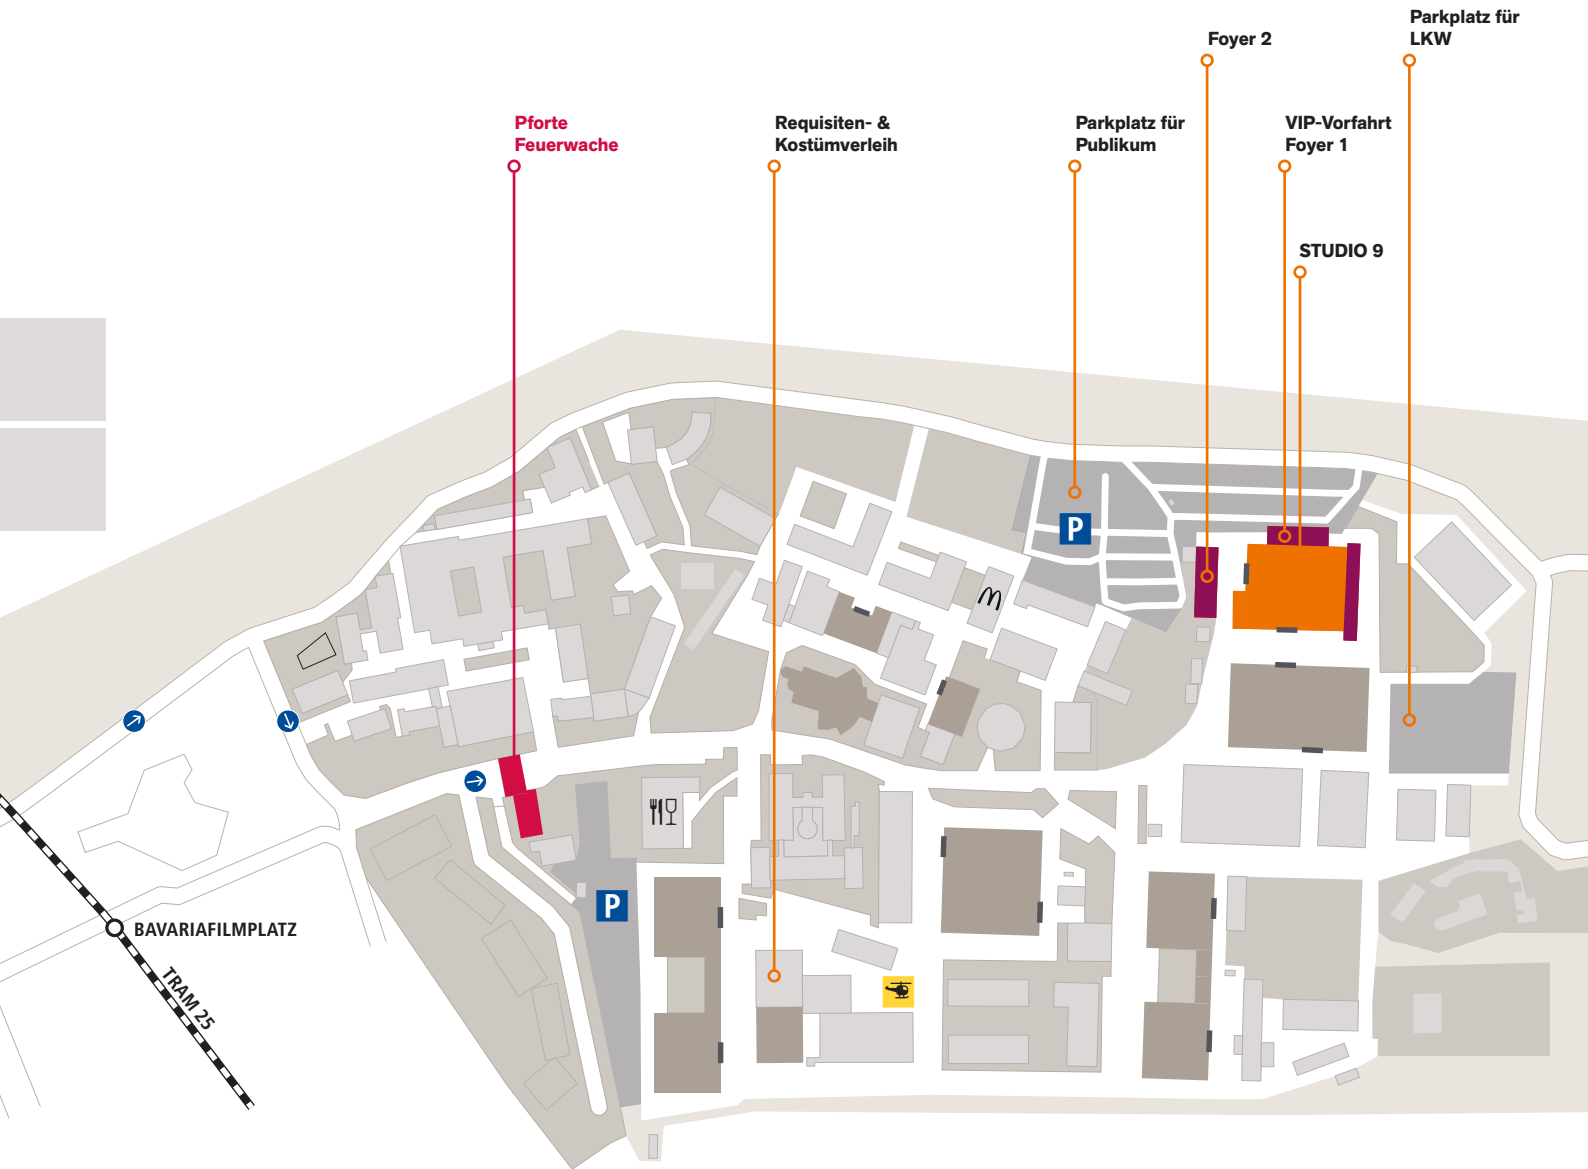 Parkplatz für
LKW
Foyer 2
Pforte
Feuerwache
Requisiten- &
Kostümverleih
Parkplatz für
Publikum
VIP-Vorfahrt
Foyer 1
STUDIO 9
P
P
BAVARIAFILMPLATZ
TRAM 25